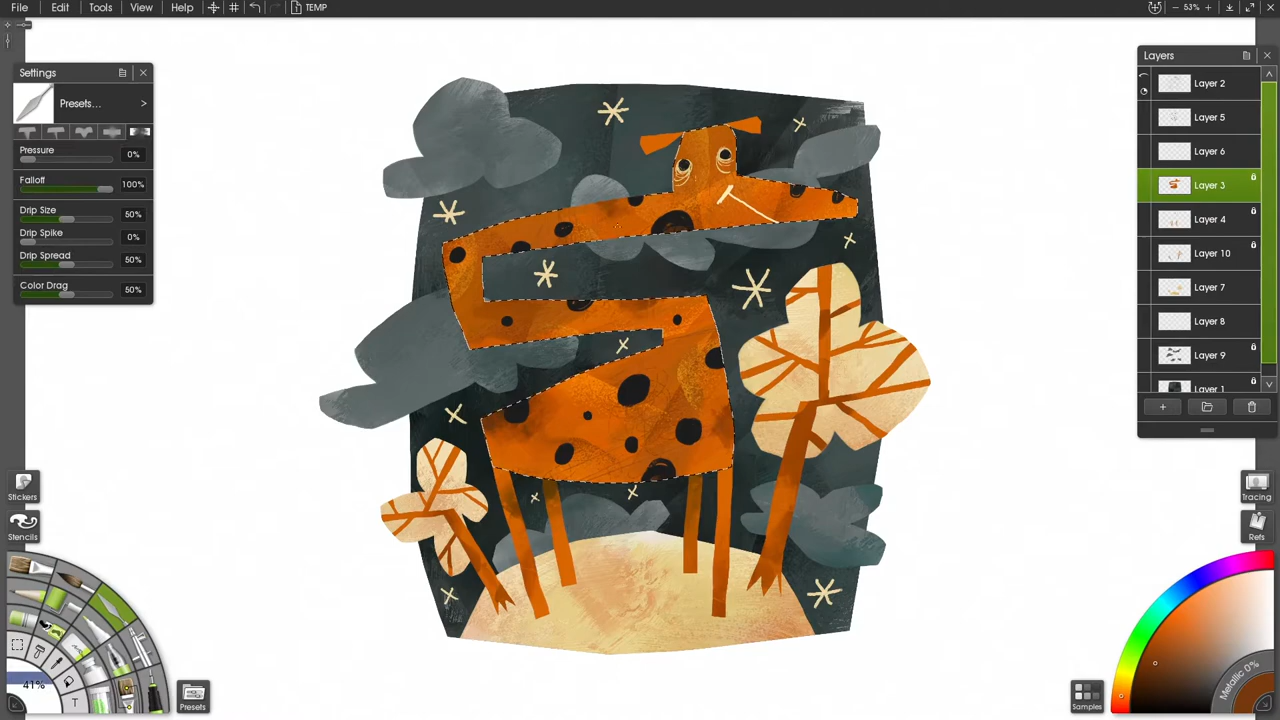 File Edit Tools View Help TEMP 53%
Settings
Presets...
Pressure 0%
Falloff 100%
Drip Size 50%
Drip Spike 0%
Drip Spread 50%
Color Drag 50%
Layers
Layer 2
Layer 5
Layer 6
Layer 3
Layer 4
Layer 10
Layer 7
Layer 8
Layer 9
Layer 1
Stickers
Stencils
Tracing
Refs
41%
T
Presets
Samples
Metallic 0%